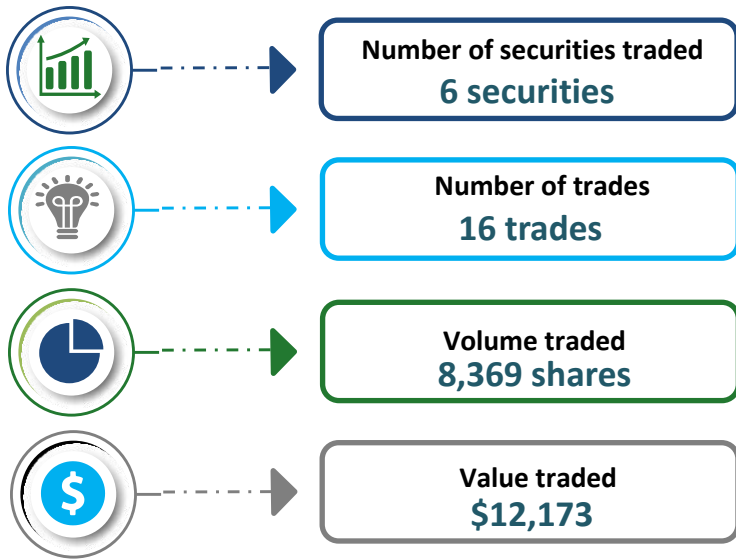 Number of securities traded
6 securities
Number of trades
16 trades
Volume traded
8,369 shares
$
Value traded
$12,173